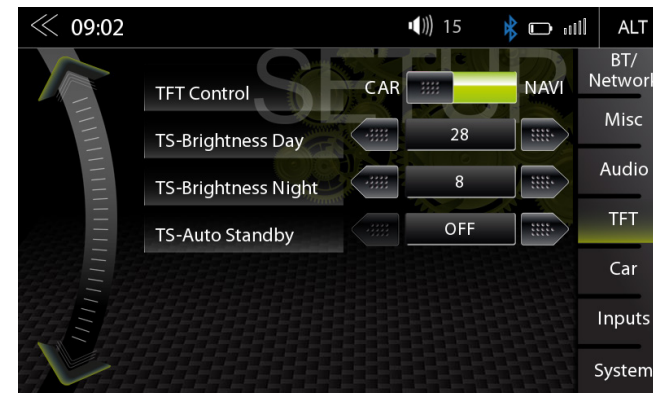 09:02
15
ALT
SETUP
BT/
Network
Misc
Audio
TFT
Car
Inputs
System
TFT Control
CAR
NAVI
TS-Brightness Day
28
TS-Brightness Night
8
TS-Auto Standby
OFF